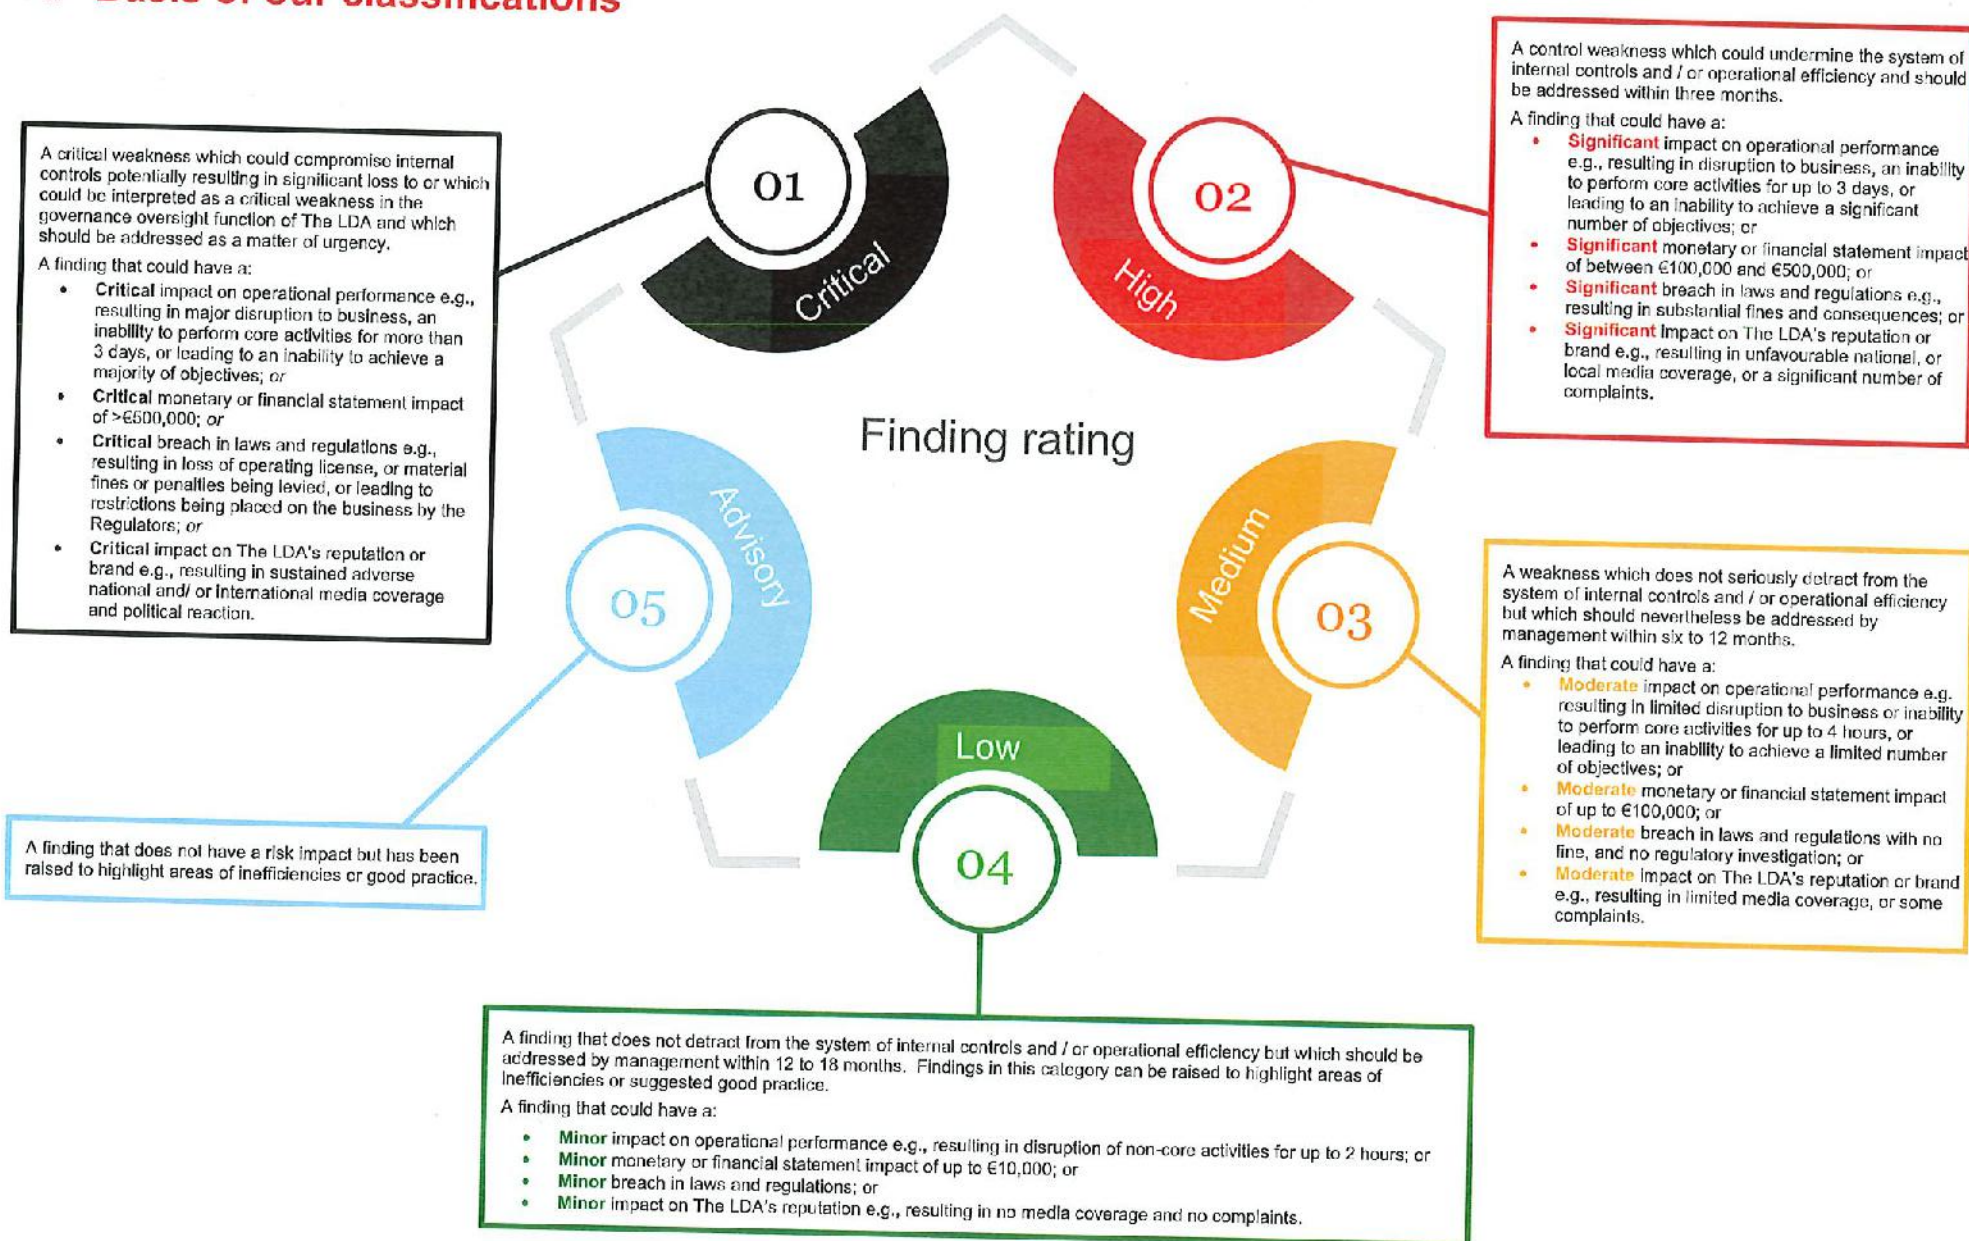 Basis of our classifications
A critical weakness which could compromise internal
controls potentially resulting in significant loss to or which
could be interpreted as a critical weakness in the
governance oversight function of The LDA and which
should be addressed as a matter of urgency.
A finding that could have a:
• Critical impact on operational performance e.g.,
resulting in major disruption to business, an
inability to perform core activities for more than
3 days, or leading to an inability to achieve a
majority of objectives; or
• Critical monetary or financial statement impact
of >€500,000; or
• Critical breach in laws and regulations e.g.,
resulting in loss of operating license, or material
fines or penalties being levied, or leading to
restrictions being placed on the business by the
Regulators; or
• Critical impact on The LDA's reputation or
brand e.g., resulting in sustained adverse
national and/ or International media coverage
and political reaction.
01
Critical
02
High
A control weakness which could undermine the system of
internal controls and / or operational efficiency and should
be addressed within three months.
A finding that could have a:
• Significant impact on operational performance
e.g., resulting in disruption to business, an inability
to perform core activities for up to 3 days, or
leading to an inability to achieve a significant
number of objectives; or
• Significant monetary or financial statement impact
of between €100,000 and €500,000; or
• Significant breach in laws and regulations e.g.,
resulting in substantial fines and consequences; or
• Significant Impact on The LDA's reputation or
brand e.g., resulting in unfavourable national, or
local media coverage, or a significant number of
complaints.
Finding rating
Advisory
05
Medium
03
A weakness which does not seriously detract from the
system of internal controls and / or operational efficiency
but which should nevertheless be addressed by
management within six to 12 months.
A finding that could have a:
• Moderate impact on operational performance e.g.
resulting in limited disruption to business or inability
to perform core activities for up to 4 hours, or
leading to an inability to achieve a limited number
of objectives; or
• Moderate monetary or financial statement impact
of up to €100,000; or
• Moderate breach in laws and regulations with no
fine, and no regulatory investigation; or
• Moderate impact on The LDA's reputation or brand
e.g., resulting in limited media coverage, or some
complaints.
A finding that does not have a risk impact but has been
raised to highlight areas of inefficiencies or good practice.
Low
04
A finding that does not detract from the system of internal controls and / or operational efficiency but which should be
addressed by management within 12 to 18 months. Findings in this category can be raised to highlight areas of
Inefficiencies or suggested good practice.
A finding that could have a:
• Minor impact on operational performance e.g., resulting in disruption of non-core activities for up to 2 hours; or
• Minor monetary or financial statement impact of up to €10,000; or
• Minor breach in laws and regulations; or
• Minor impact on The LDA's reputation e.g., resulting in no media coverage and no complaints.